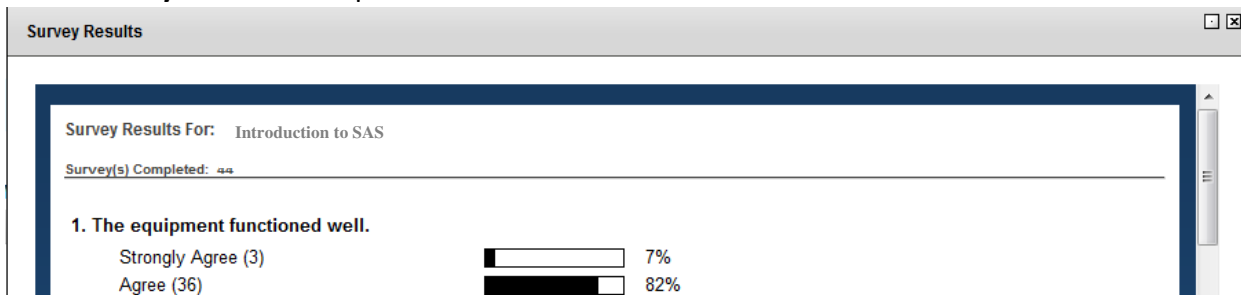 Survey Results
Survey Results For: Introduction to SAS
Survey(s) Completed: 44
1. The equipment functioned well.
Strongly Agree (3) 7%
Agree (36) 82%